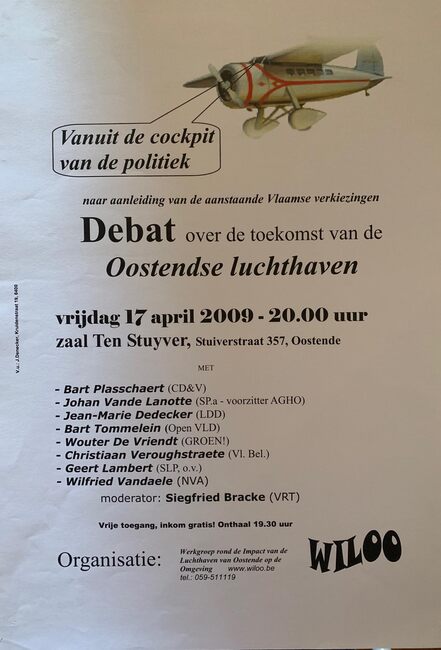 Vanuit de cockpit
van de politiek
naar aanleiding van de aanstaande Vlaamse verkiezingen
Debat over de toekomst van de
Oostendse luchthaven
vrijdag 17 april 2009 - 20.00 uur
zaal Ten Stuyver, Stuiverstraat 357, Oostende
MET
- Bart Plasschaert (CD&V)
- Johan Vande Lanotte (SP.a - voorzitter AGHO)
- Jean-Marie Dedecker (LDD)
- Bart Tommelein (Open VLD)
- Wouter De Vriendt (GROEN!)
- Christiaan Veroughstraete (Vl. Bel.)
- Geert Lambert (SLP, o.v.)
- Wilfried Vandaele (NVA)
moderator: Siegfried Bracke (VRT)
Vrije toegang, inkom gratis! Onthaal 19.30 uur
Organisatie:
Werkgroep rond de Impact van de
Luchthaven van Oostende op de
Omgeving www.wiloo.be
tel.: 059-511119
WILOO